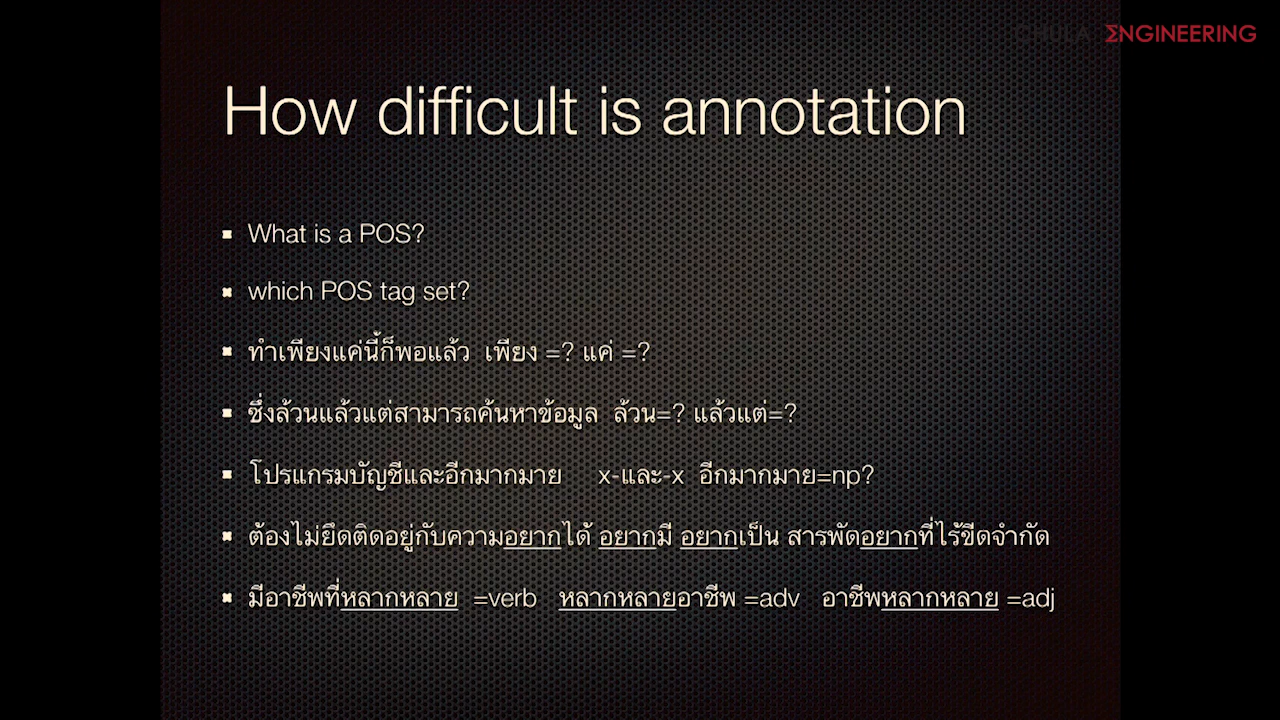 CHULA ΣNGINEERING
How difficult is annotation
What is a POS?
which POS tag set?
ทำเพียงแค่นี้ก็พอแล้ว เพียง =? แค่ =?
ซึ่งล้วนแล้วแต่สามารถค้นหาข้อมูล ล้วน=? แล้วแต่=?
โปรแกรมบัญชีและอีกมากมาย x-และ-x อีกมากมาย=np?
ต้องไม่ยึดติดอยู่กับความอยากได้ อยากมี อยากเป็น สารพัดอยากที่ไร้ขีดจำกัด
มีอาชีพที่หลากหลาย =verb หลากหลายอาชีพ =adv อาชีพหลากหลาย =adj